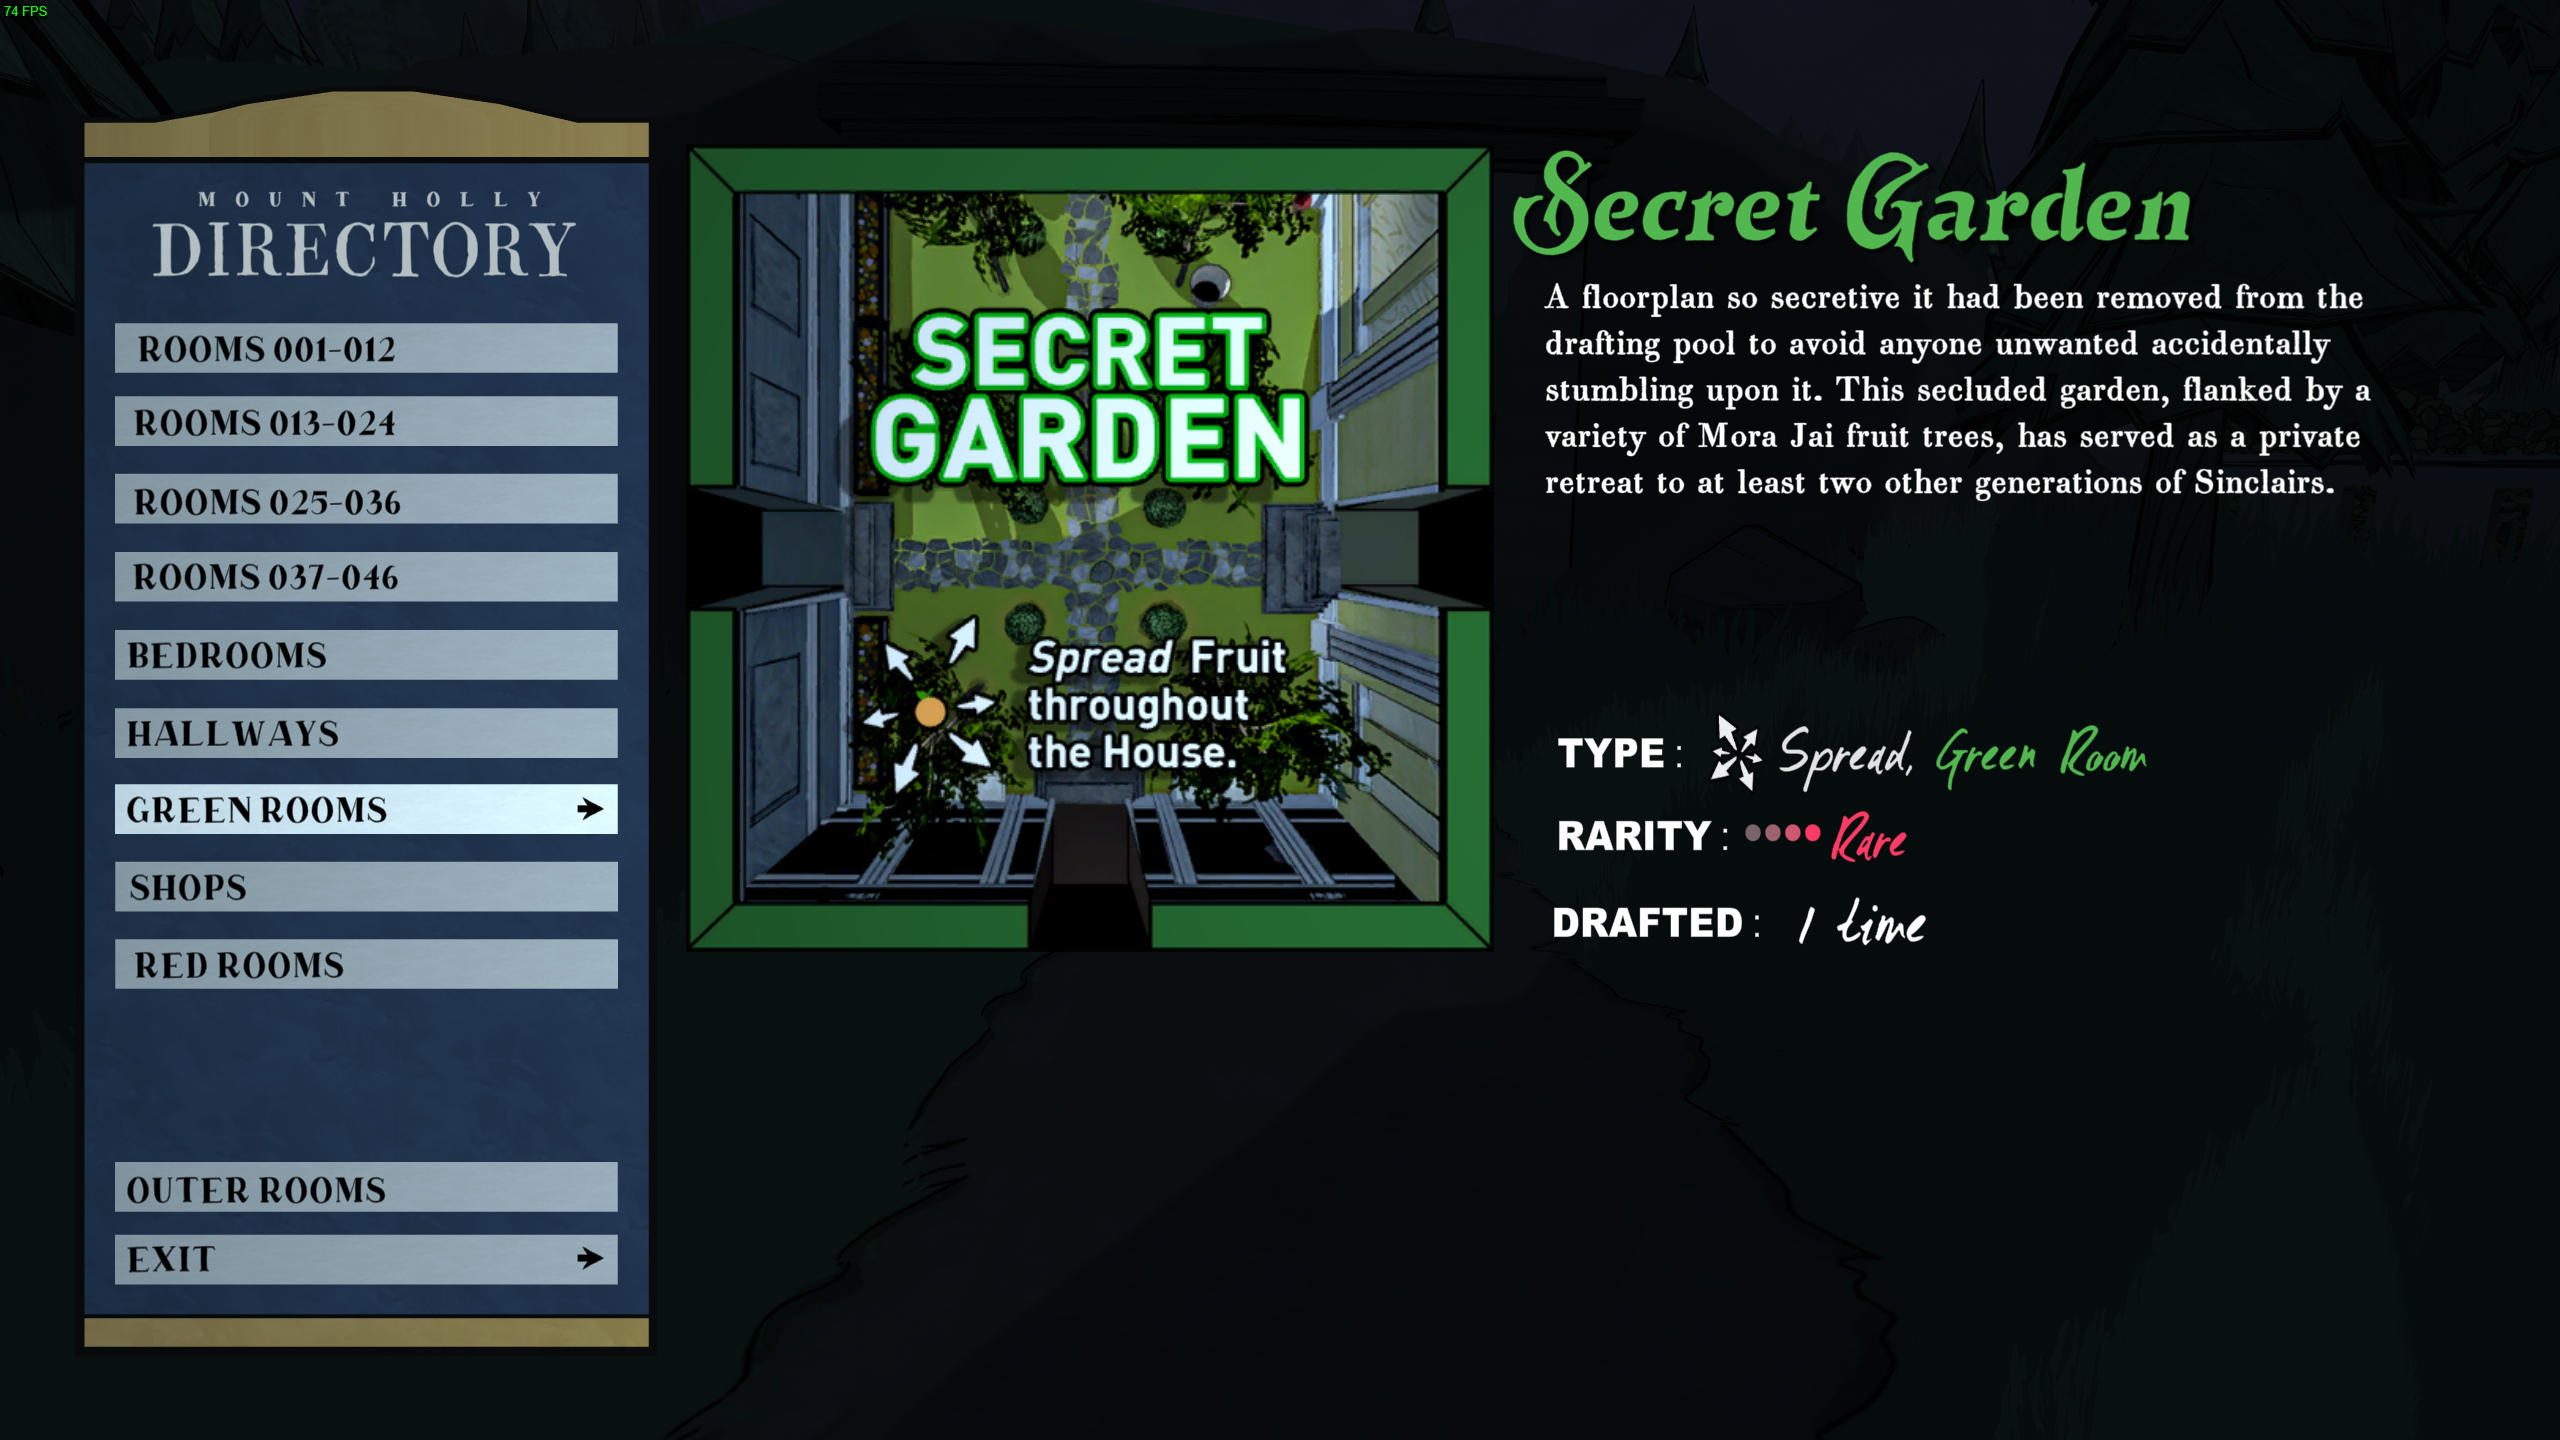 74 FPS
MOUNT HOLLY
DIRECTORY
ROOMS 001-012
ROOMS 013-024
ROOMS 025-036
ROOMS 037-046
BEDROOMS
HALLWAYS
GREEN ROOMS
SHOPS
RED ROOMS
OUTER ROOMS
EXIT
SECRET
GARDEN
Spread Fruit
throughout
the House.
Secret Garden
A floorplan so secretive it had been removed from the
drafting pool to avoid anyone unwanted accidentally
stumbling upon it. This secluded garden, flanked by a
variety of Mora Jai fruit trees, has served as a private
retreat to at least two other generations of Sinclairs.
TYPE : Spread, Green Room
RARITY : Rare
DRAFTED : 1 time